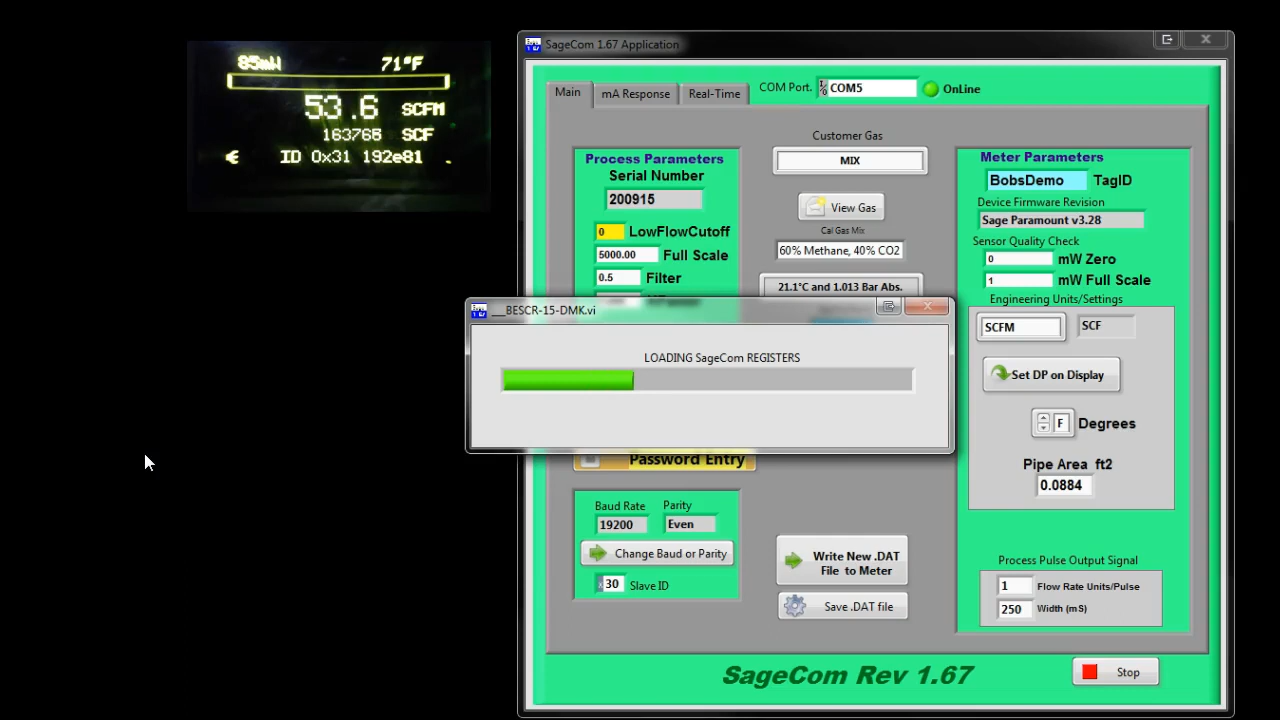 85mW 71°F
53.6 SCFM
163765 SCF
ID 0x31 192e81
SageCom 1.67 Application
Main
mA Response
Real-Time
COM Port.
COM5
OnLine
Process Parameters
Serial Number
200915
0 LowFlowCutoff
5000.00 Full Scale
0.5 Filter
Customer Gas
MIX
View Gas
Cal Gas Mix
60% Methane, 40% CO2
21.1°C and 1.013 Bar Abs.
Meter Parameters
BobsDemo TagID
Device Firmware Revision
Sage Paramount v3.28
Sensor Quality Check
0 mW Zero
1 mW Full Scale
Engineering Units/Settings
SCFM SCF
Set DP on Display
F Degrees
Pipe Area ft2
0.0884
___BESCR-15-DMK.vi
LOADING SageCom REGISTERS
Password Entry
Baud Rate Parity
19200 Even
Change Baud or Parity
x 30 Slave ID
Write New .DAT
File to Meter
Save .DAT file
Process Pulse Output Signal
1 Flow Rate Units/Pulse
250 Width (mS)
SageCom Rev 1.67
Stop